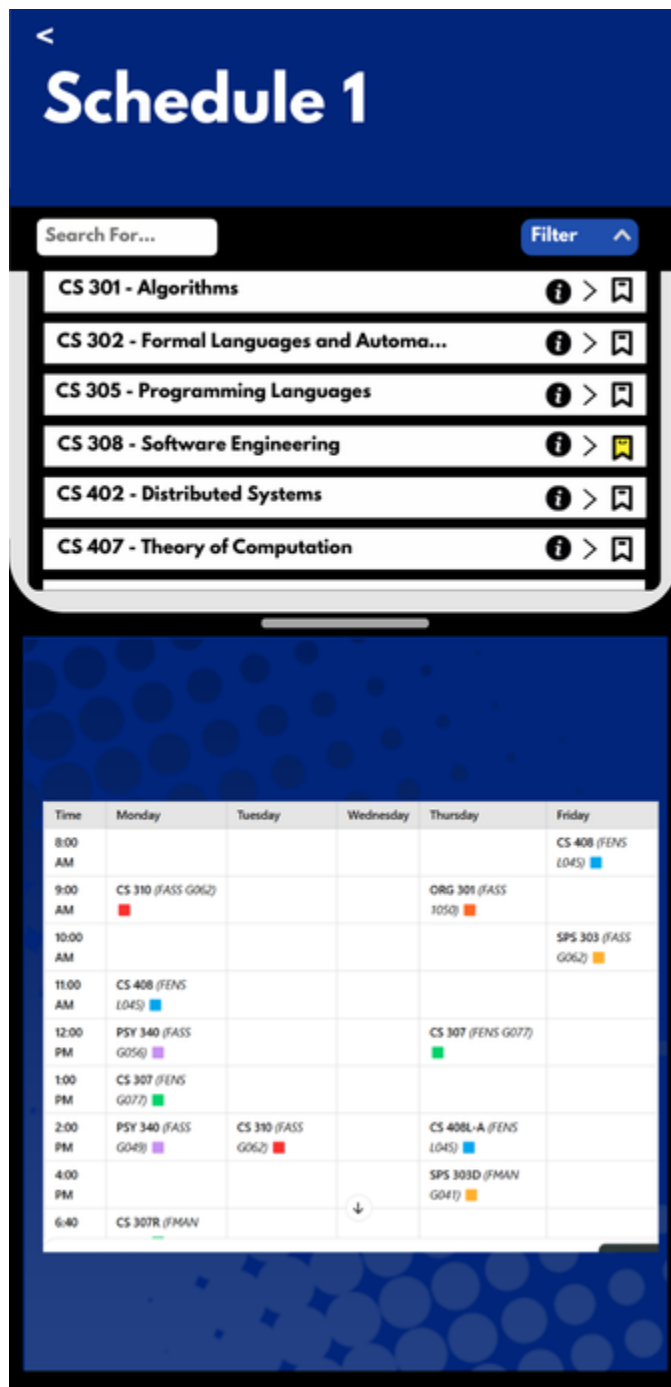 <
Schedule 1
Search For...
Filter
CS 301 - Algorithms
CS 302 - Formal Languages and Automa...
CS 305 - Programming Languages
CS 308 - Software Engineering
CS 402 - Distributed Systems
CS 407 - Theory of Computation
Time Monday Tuesday Wednesday Thursday Friday
8:00 CS 408 (FENS
AM L045)
9:00 CS 310 (FASS G062) ORG 301 (FASS
AM 1050)
10:00 SPS 303 (FASS
AM G062)
11:00 CS 408 (FENS
AM L045)
12:00 PSY 340 (FASS CS 307 (FENS G077)
PM G056)
1:00 CS 307 (FENS
PM G077)
2:00 PSY 340 (FASS CS 310 (FASS CS 408L-A (FENS
PM G049) G062) L045)
4:00 SPS 303D (FMAN
PM G041)
6:40 CS 307R (FMAN